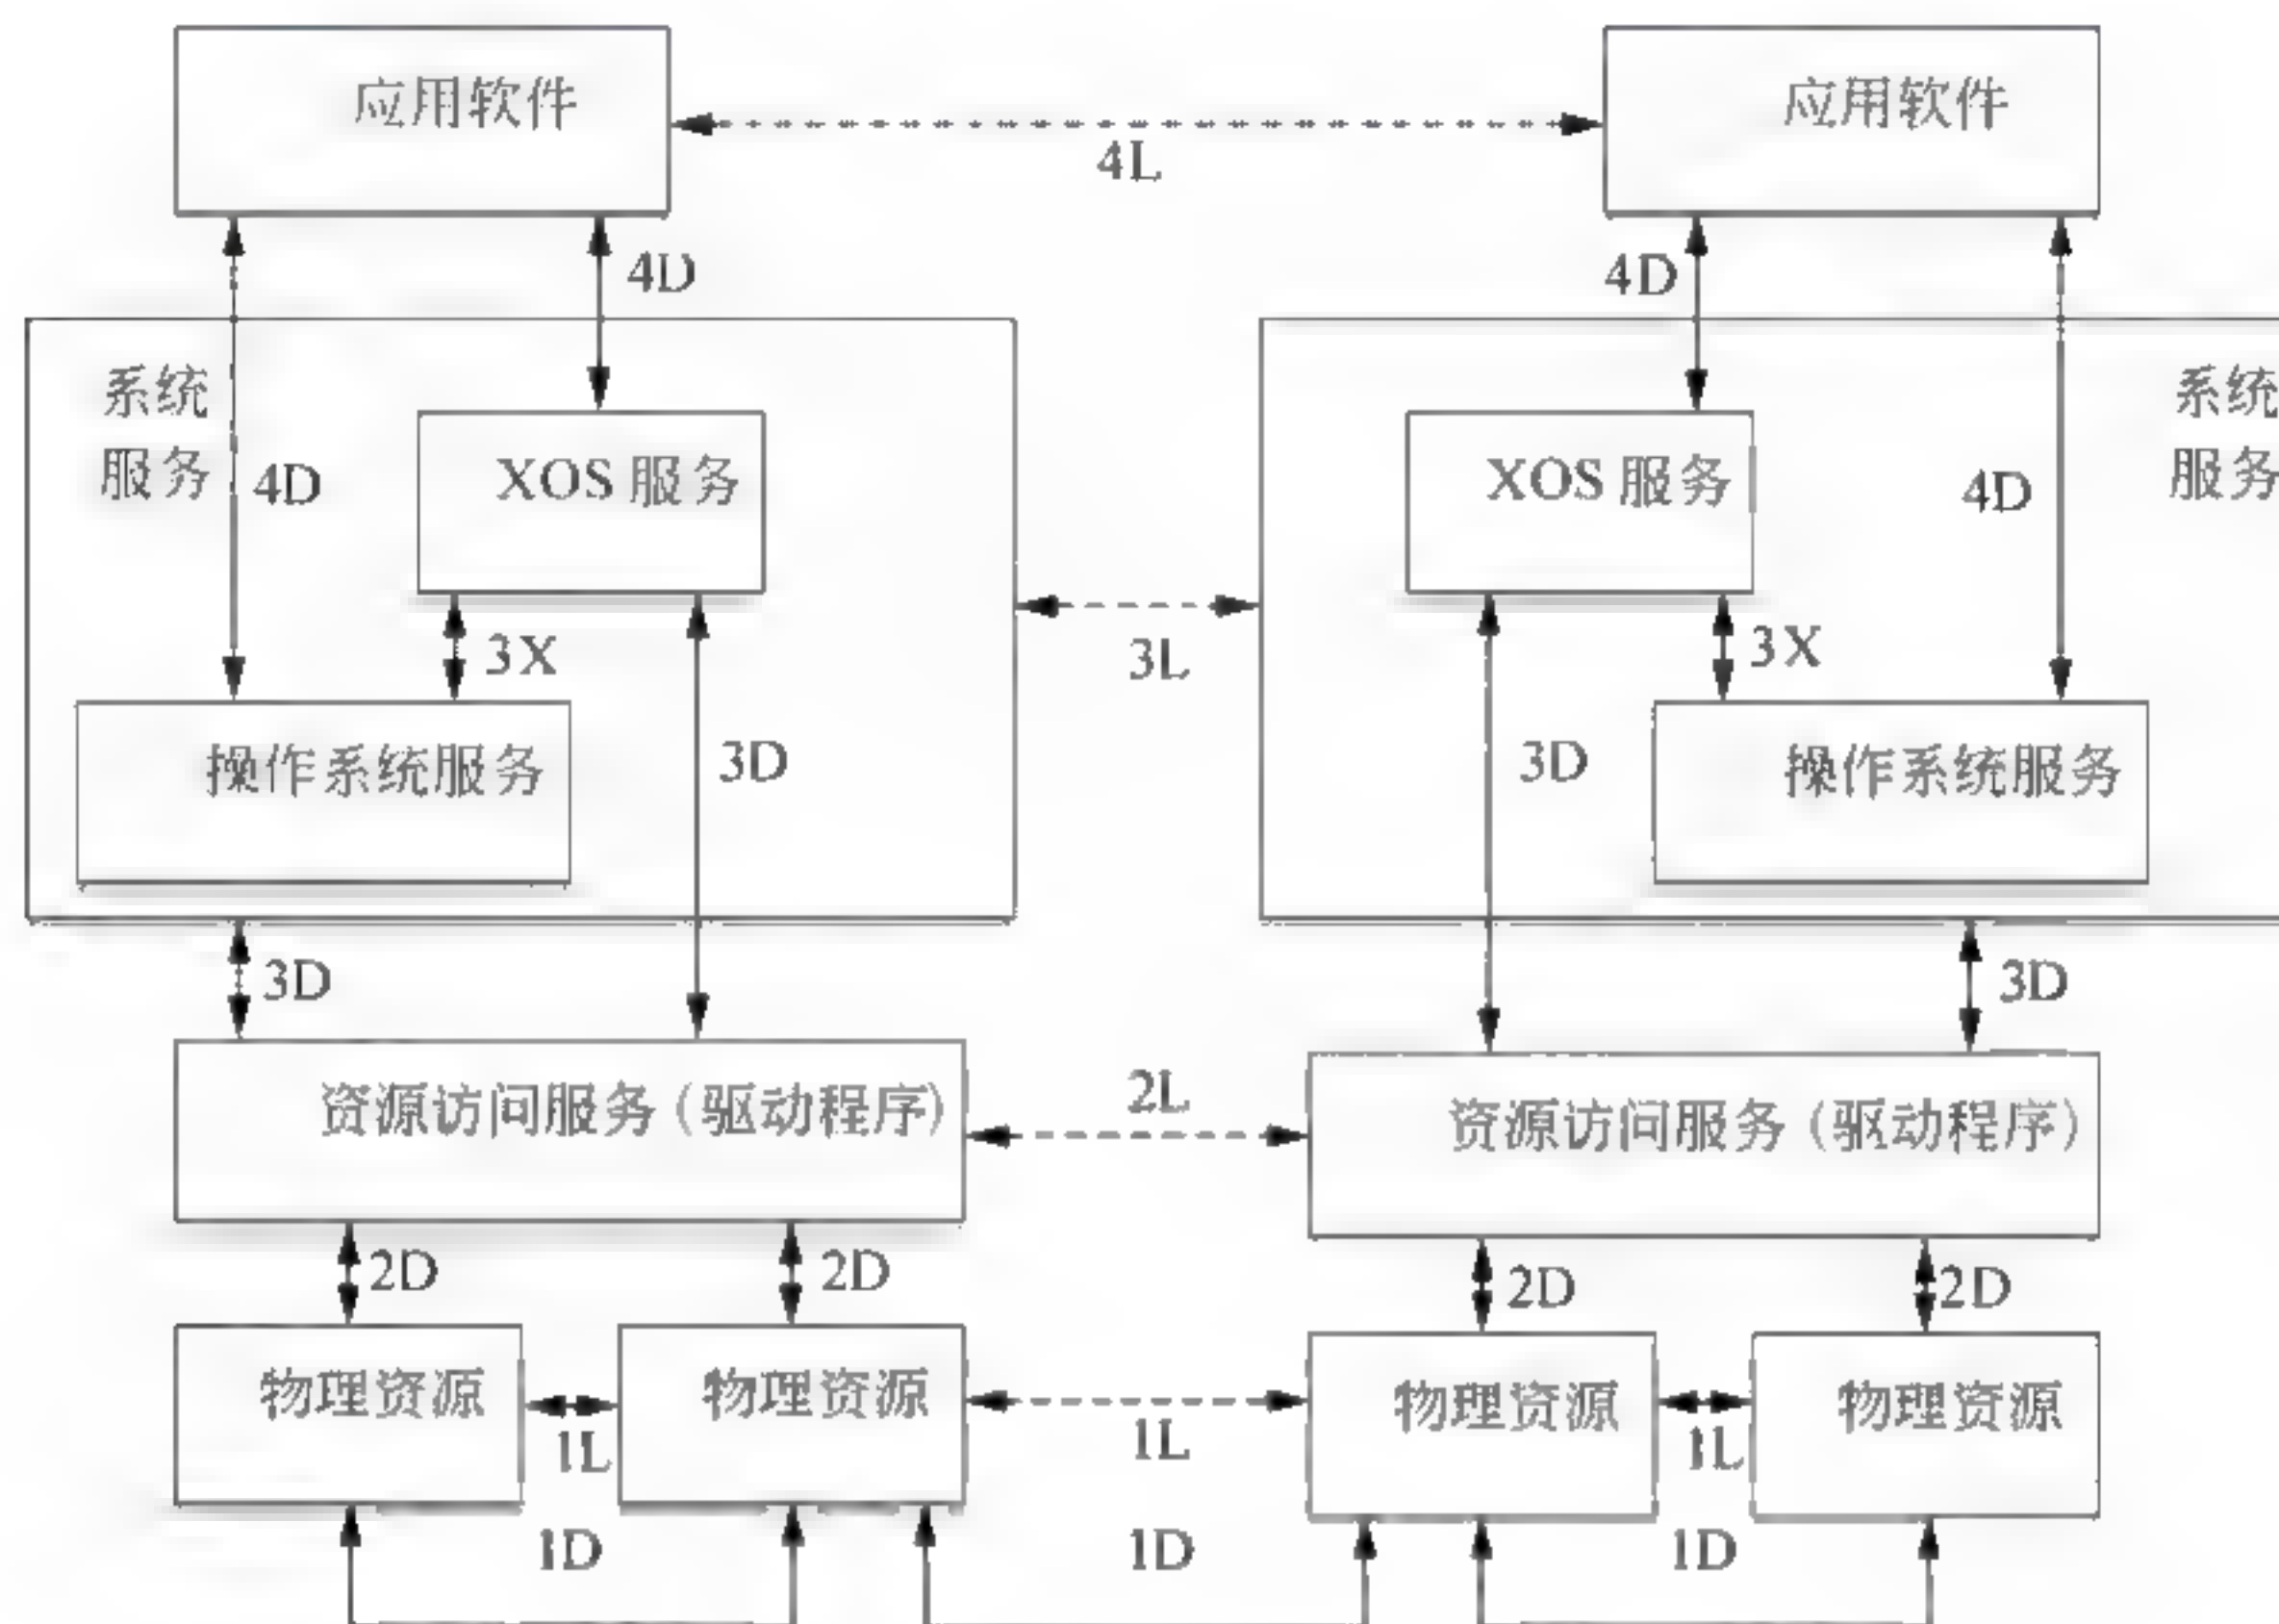 应用软件
应用软件
4L
4D
4D
系统
服务
4D
XOS 服务
XOS 服务
4D
系统
服务
3X
3L
3X
操作系统服务
3D
3D
操作系统服务
3D
3D
资源访问服务（驱动程序）
2L
资源访问服务（驱动程序）
2D
2D
2D
2D
物理资源
物理资源
物理资源
物理资源
1L
1L
1L
1D
1D
1D